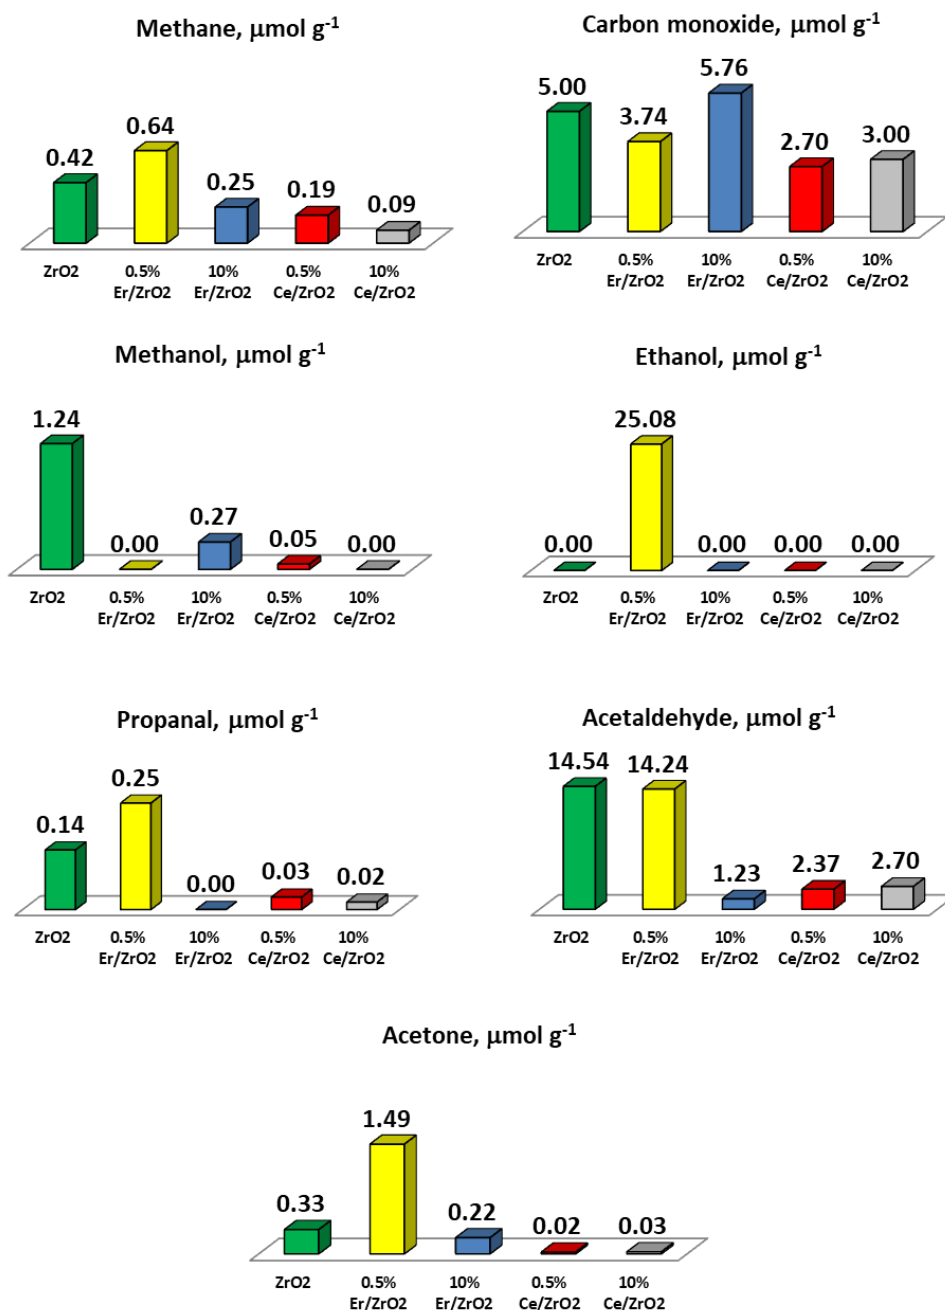 Methane, μmol g-1
0.42 0.64 0.25 0.19 0.09
ZrO2 0.5% 10% 0.5% 10%
Er/ZrO2 Er/ZrO2 Ce/ZrO2 Ce/ZrO2
Carbon monoxide, μmol g-1
5.00 3.74 5.76 2.70 3.00
ZrO2 0.5% 10% 0.5% 10%
Er/ZrO2 Er/ZrO2 Ce/ZrO2 Ce/ZrO2
Methanol, μmol g-1
1.24 0.00 0.27 0.05 0.00
ZrO2 0.5% 10% 0.5% 10%
Er/ZrO2 Er/ZrO2 Ce/ZrO2 Ce/ZrO2
Ethanol, μmol g-1
0.00 25.08 0.00 0.00 0.00
ZrO2 0.5% 10% 0.5% 10%
Er/ZrO2 Er/ZrO2 Ce/ZrO2 Ce/ZrO2
Propanal, μmol g-1
0.14 0.25 0.00 0.03 0.02
ZrO2 0.5% 10% 0.5% 10%
Er/ZrO2 Er/ZrO2 Ce/ZrO2 Ce/ZrO2
Acetaldehyde, μmol g-1
14.54 14.24 1.23 2.37 2.70
ZrO2 0.5% 10% 0.5% 10%
Er/ZrO2 Er/ZrO2 Ce/ZrO2 Ce/ZrO2
Acetone, μmol g-1
0.33 1.49 0.22 0.02 0.03
ZrO2 0.5% 10% 0.5% 10%
Er/ZrO2 Er/ZrO2 Ce/ZrO2 Ce/ZrO2